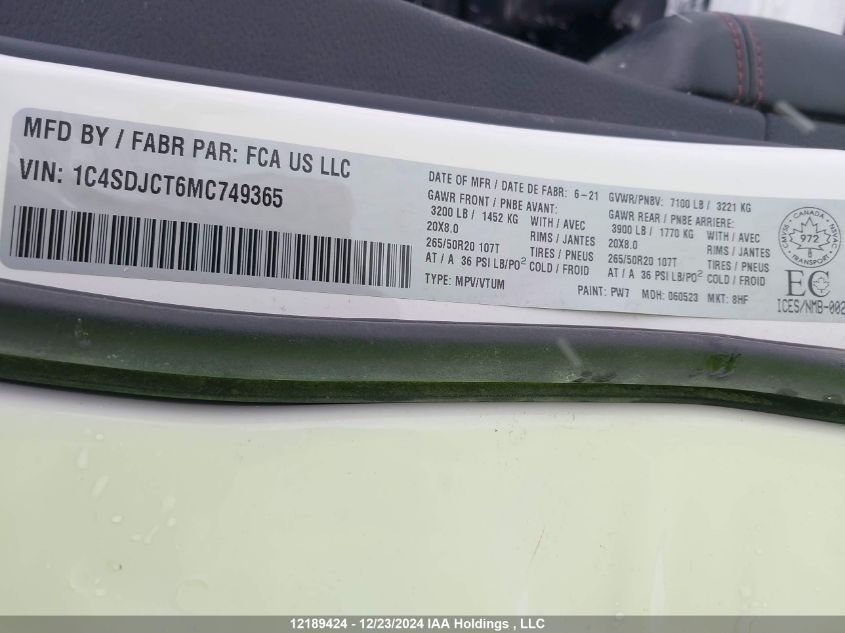 MFD BY / FABR PAR: FCA US LLC
VIN: 1C4SDJCT6MC749365
DATE OF MFR / DATE DE FABR: 6-21 GVWR/PNBV: 7100 LB / 3221 KG
GAWR FRONT / PNBE AVANT:
3200 LB / 1452 KG WITH / AVEC
20X8.0 RIMS / JANTES
265/50R20 107T TIRES / PNEUS
AT / A 36 PSI LB/PO² COLD / FROID
GAWR REAR / PNBE ARRIERE:
3900 LB / 1770 KG WITH / AVEC
20X8.0 RIMS / JANTES
265/50R20 107T TIRES / PNEUS
AT / A 36 PSI LB/PO² COLD / FROID
TYPE: MPV/VTUM PAINT: PW7 MDH: 060523 MKT: 8HF
CANADA
CMVSS NSVAC
972
B
TRANSPORT
EC
ICES/NMB-002
12189424 - 12/23/2024 IAA Holdings , LLC